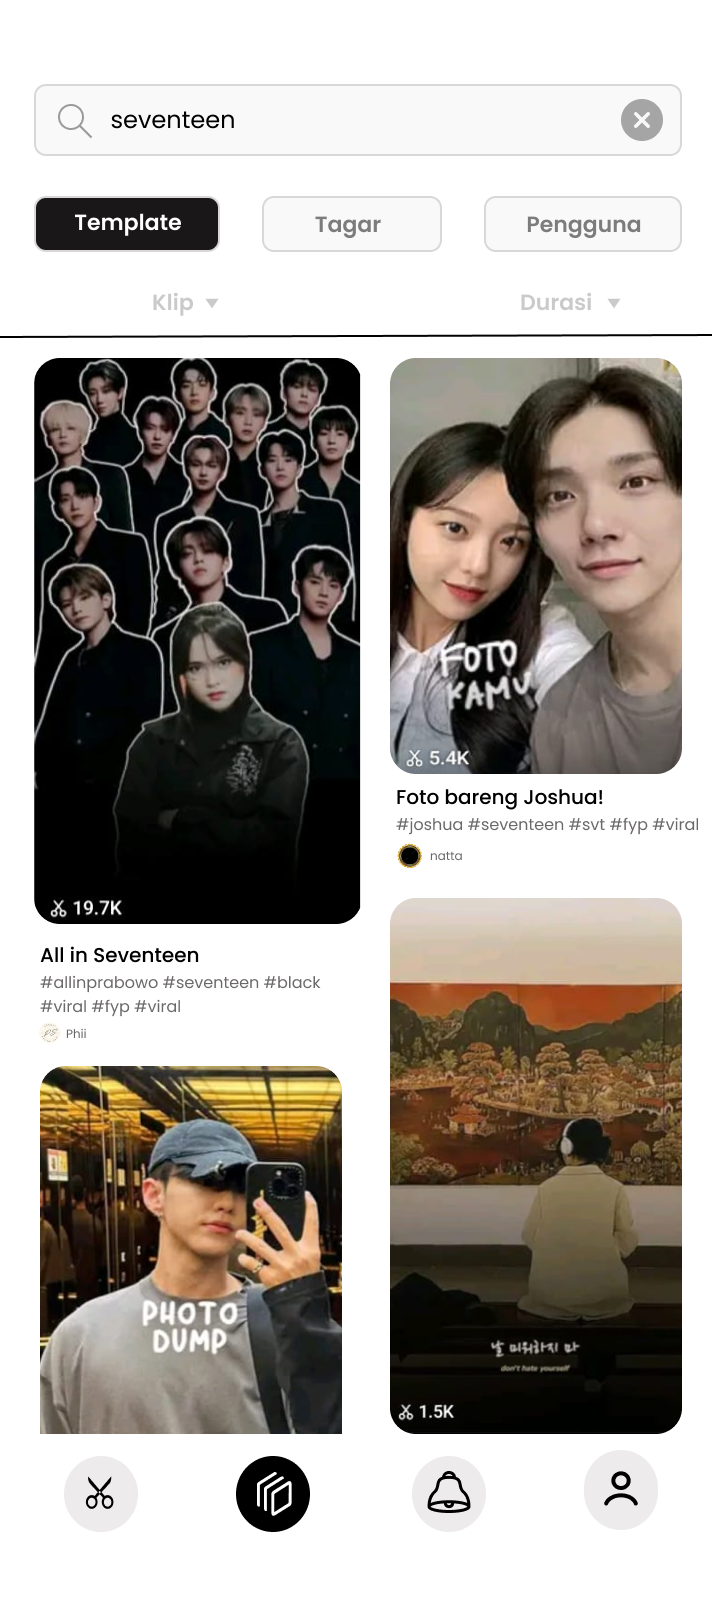 seventeen
Template
Tagar
Pengguna
Klip
Durasi
19.7K
All in Seventeen
#allinprabowo #seventeen #black
#viral #fyp #viral
Phii
PHOTO
DUMP
FOTO
KAMU
5.4K
Foto bareng Joshua!
#joshua #seventeen #svt #fyp #viral
natta
날 미워하지 마
don't hate yourself
1.5K